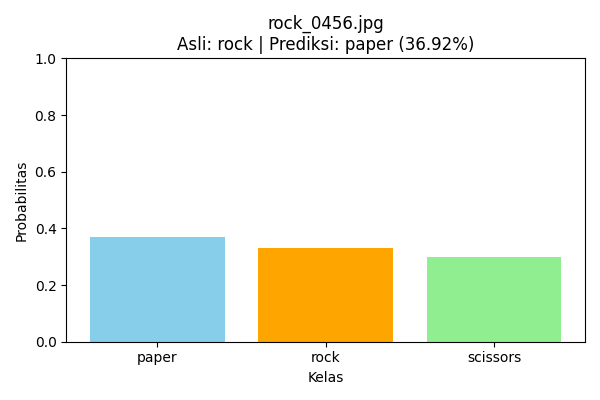 rock_0456.jpg
Asli: rock | Prediksi: paper (36.92%)
1.0
0.8
0.6
0.4
0.2
0.0
Probabilitas
paper rock scissors
Kelas